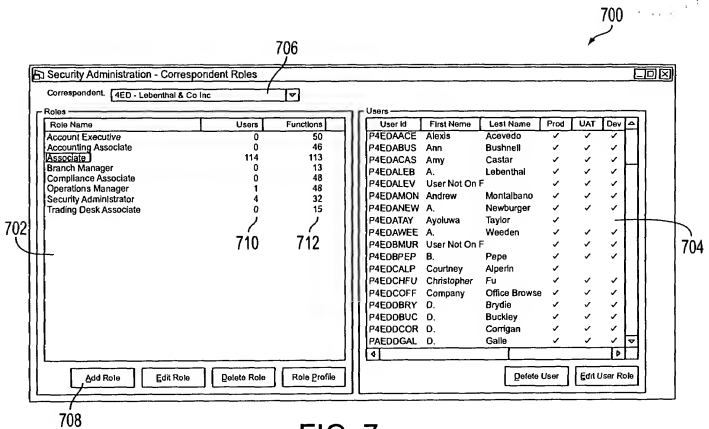 700
706
Security Administration - Correspondent Roles
Correspondent. 4ED - Lebenthal & Co Inc
Roles
Role Name Users Functions
Account Executive 0 50
Accounting Associate 0 46
Associate 114 113
Branch Manager 0 13
Compliance Associate 0 48
Operations Manager 1 48
Security Administrator 4 32
Trading Desk Associate 0 15
702
710
712
Add Role
Edit Role
Delete Role
Role Profile
708
Users
User Id First Name Last Name Prod UAT Dev
P4EDAACE Alexis Acevedo ✓ ✓ ✓
P4EDABUS Ann Bushnell ✓ ✓ ✓
P4EDACAS Amy Castar ✓ ✓ ✓
P4EDALEB A. Lebenthal ✓ ✓ ✓
P4EDALEV User Not On F ✓ ✓ ✓
P4EDAMON Andrew Montalbano ✓ ✓ ✓
P4EDANEW A. Newburger ✓ ✓ ✓
P4EDATAY Ayoluwa Taylor ✓
P4EDAWEE A. Weeden ✓ ✓ ✓
P4EDBMUR User Not On F ✓ ✓ ✓
P4EDBPEP B. Pepe ✓ ✓ ✓
P4EDCALP Courtney Alperin ✓
P4EDCHFU Christopher Fu ✓ ✓ ✓
P4EDCOFF Company Office Browse ✓ ✓ ✓
P4EDDBRY D. Brydie ✓ ✓ ✓
P4EDDBUC D. Buckley ✓ ✓ ✓
P4EDDCOR D. Corrigan ✓ ✓ ✓
PAEDDGAL D. Galle ✓ ✓ ✓
704
Delete User
Edit User Role
FIG. 7